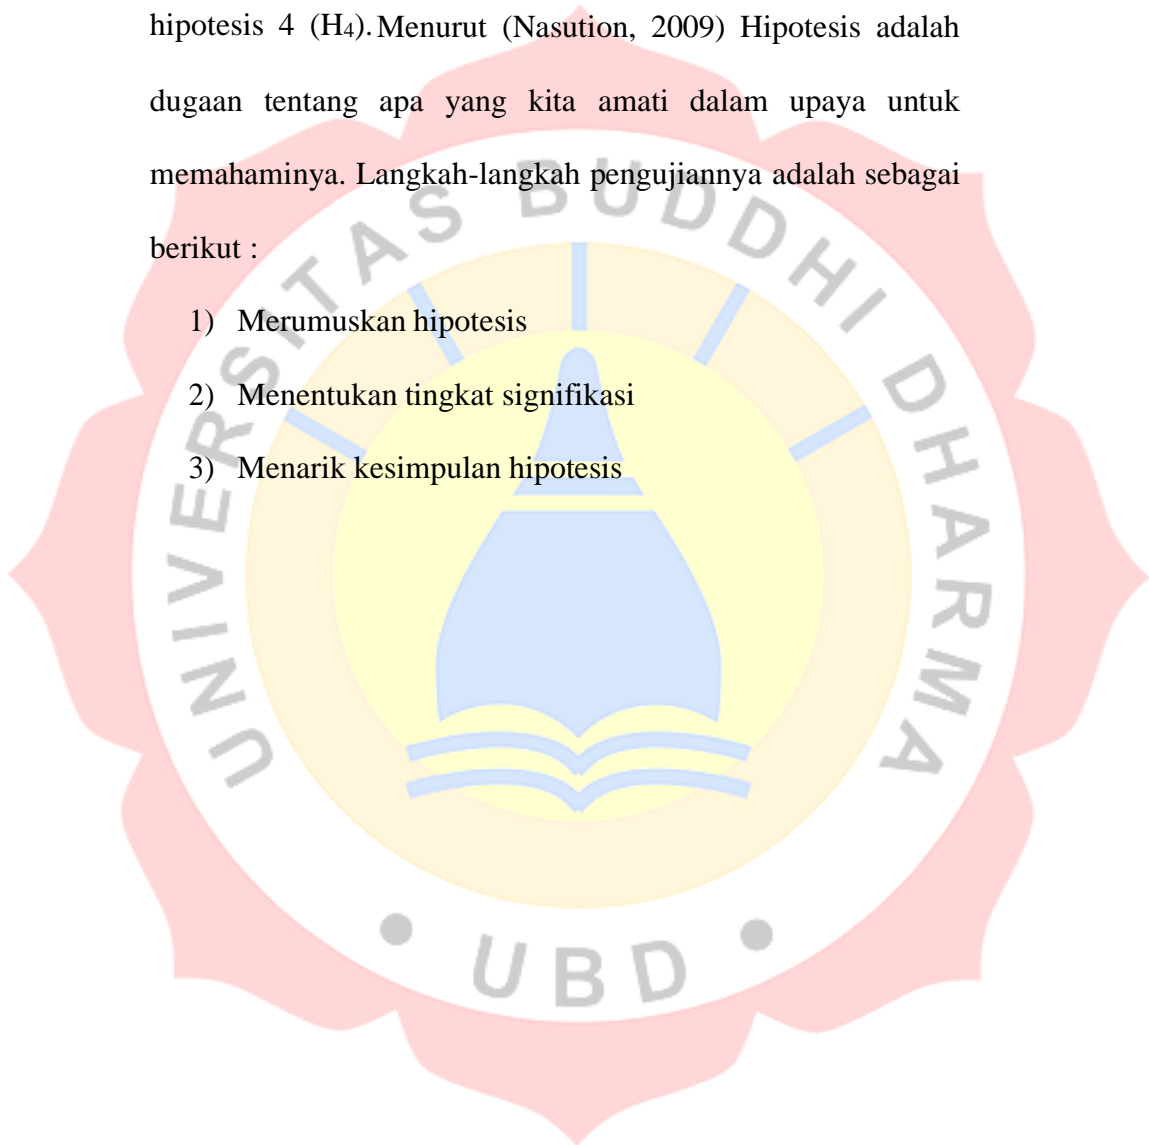 hipotesis 4 (H4). Menurut (Nasution, 2009) Hipotesis adalah
dugaan tentang apa yang kita amati dalam upaya untuk
memahaminya. Langkah-langkah pengujiannya adalah sebagai
berikut :
1) Merumuskan hipotesis
2) Menentukan tingkat signifikasi
3) Menarik kesimpulan hipotesis
UNIVERSITAS BUDDHI DHARMA
• UBD •